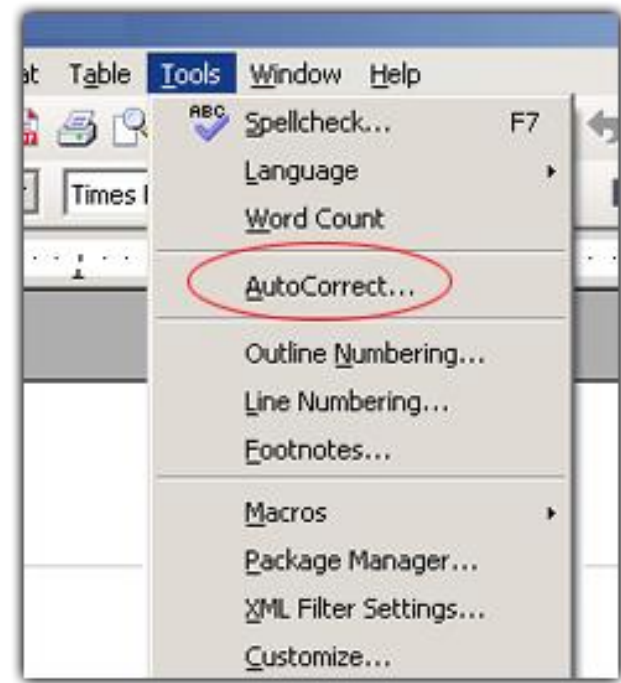 at Table Tools Window Help
ABC Spellcheck... F7
Language
Times
Word Count
AutoCorrect...
Outline Numbering...
Line Numbering...
Footnotes...
Macros
Package Manager...
XML Filter Settings...
Customize...